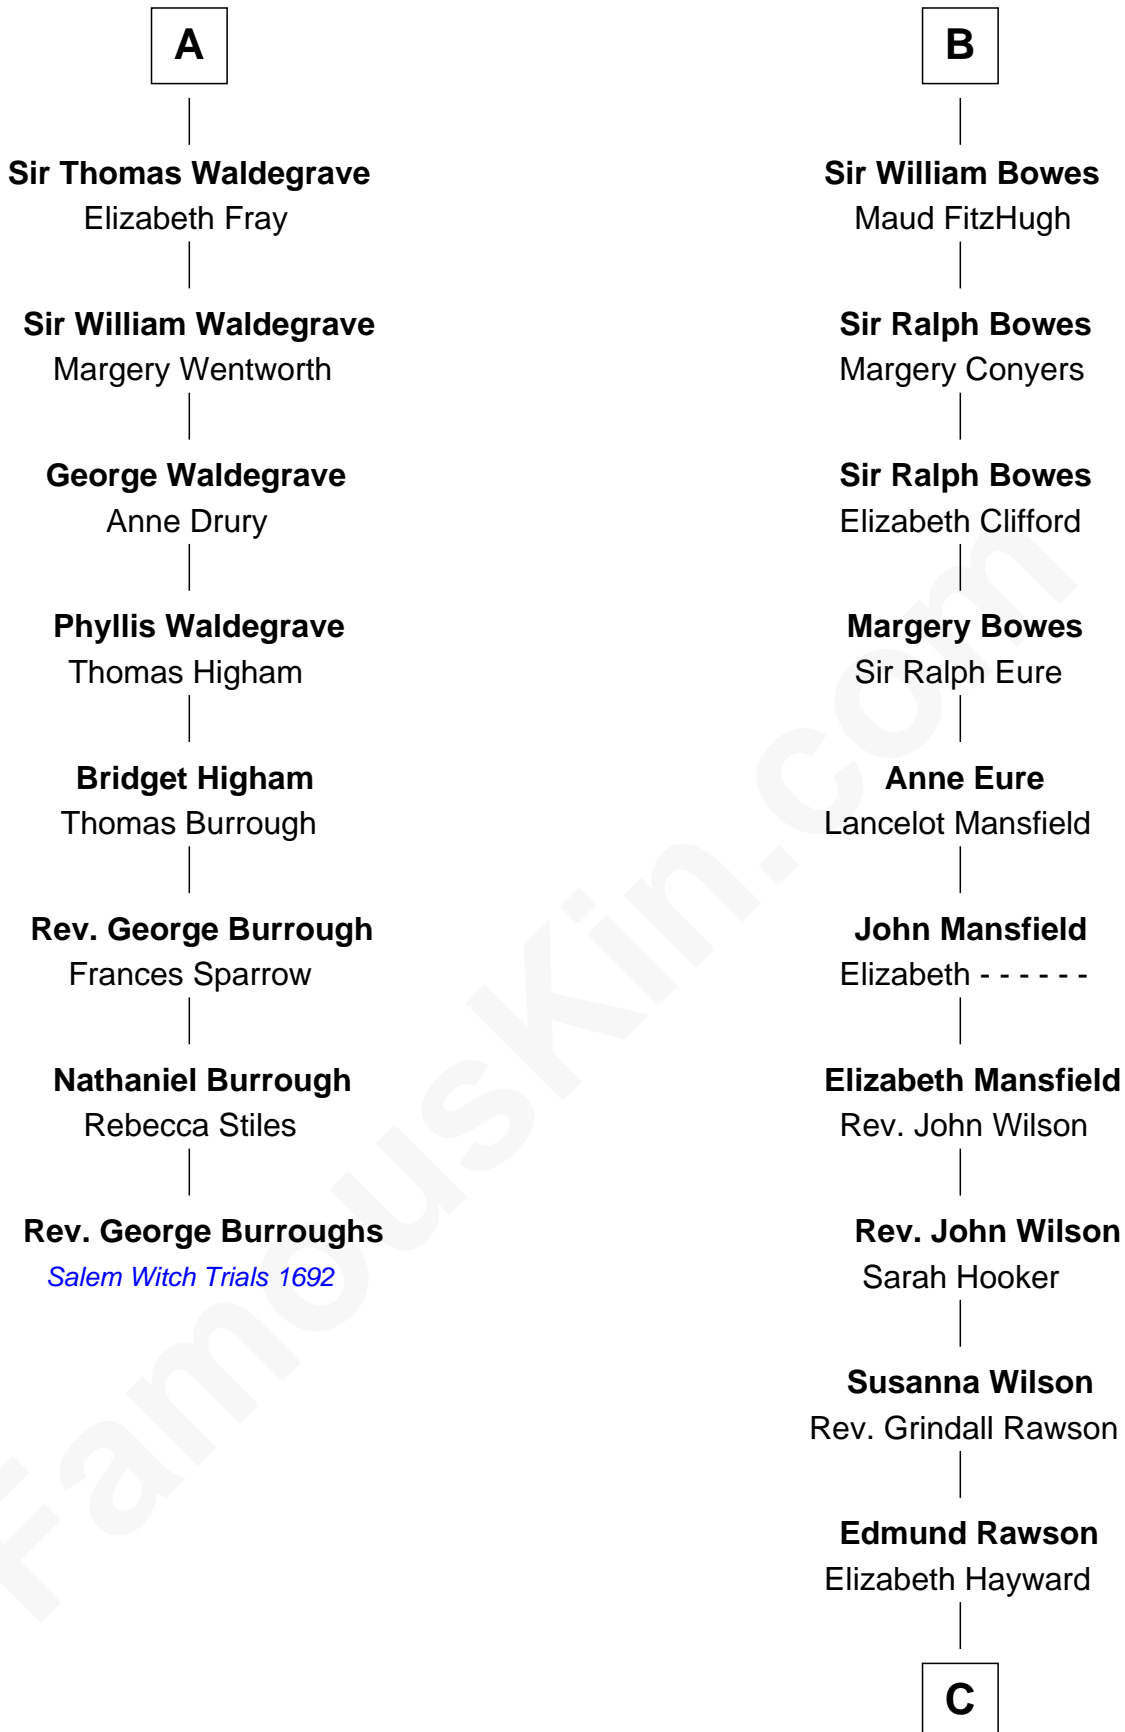 A
Sir Thomas Waldegrave
Elizabeth Fray
Sir William Waldegrave
Margery Wentworth
George Waldegrave
Anne Drury
Phyllis Waldegrave
Thomas Higham
Bridget Higham
Thomas Burrough
Rev. George Burrough
Frances Sparrow
Nathaniel Burrough
Rebecca Stiles
Rev. George Burroughs
Salem Witch Trials 1692
B
Sir William Bowes
Maud FitzHugh
Sir Ralph Bowes
Margery Conyers
Sir Ralph Bowes
Elizabeth Clifford
Margery Bowes
Sir Ralph Eure
Anne Eure
Lancelot Mansfield
John Mansfield
Elizabeth - - - - - -
Elizabeth Mansfield
Rev. John Wilson
Rev. John Wilson
Sarah Hooker
Susanna Wilson
Rev. Grindall Rawson
Edmund Rawson
Elizabeth Hayward
C
FamousKin.com